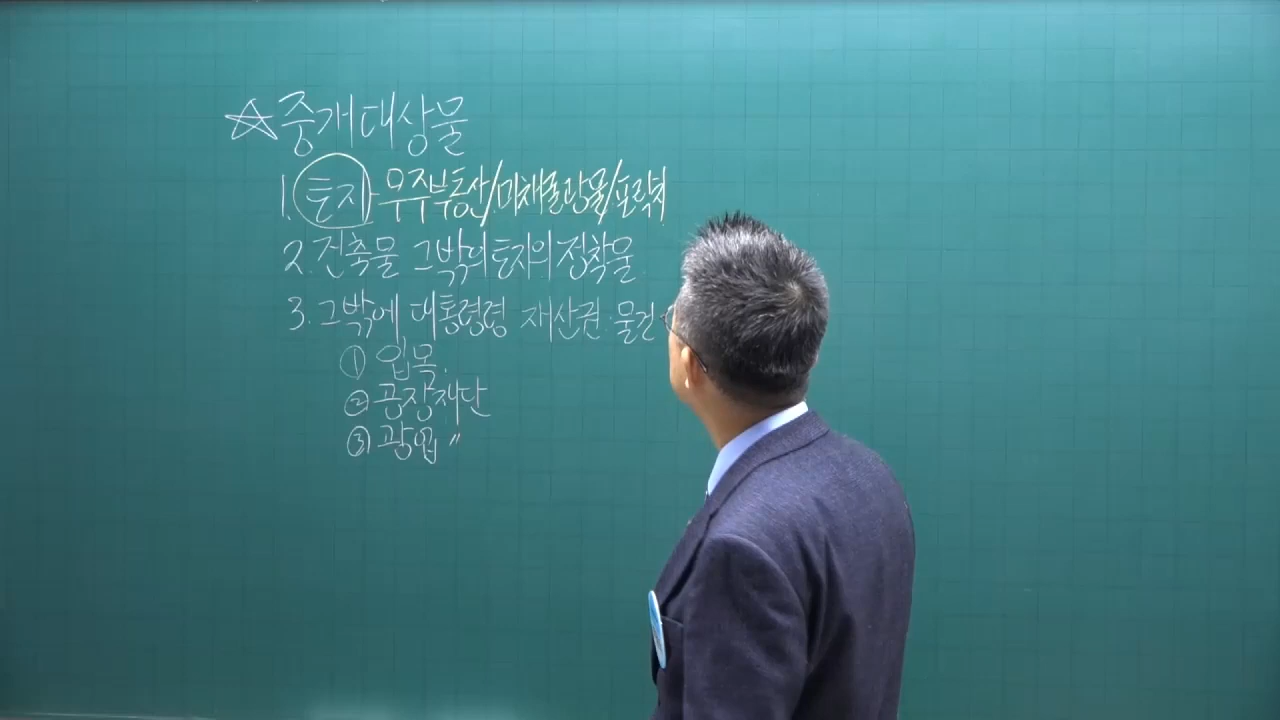 ☆ 중개대상물
1. 토지 - 무주부동산/미채굴광물/포락지
2. 건축물 그밖의 토지의 정착물
3. 그밖에 대통령령 재산권·물건
① 입목.
② 공장재단
③ 광업 〃